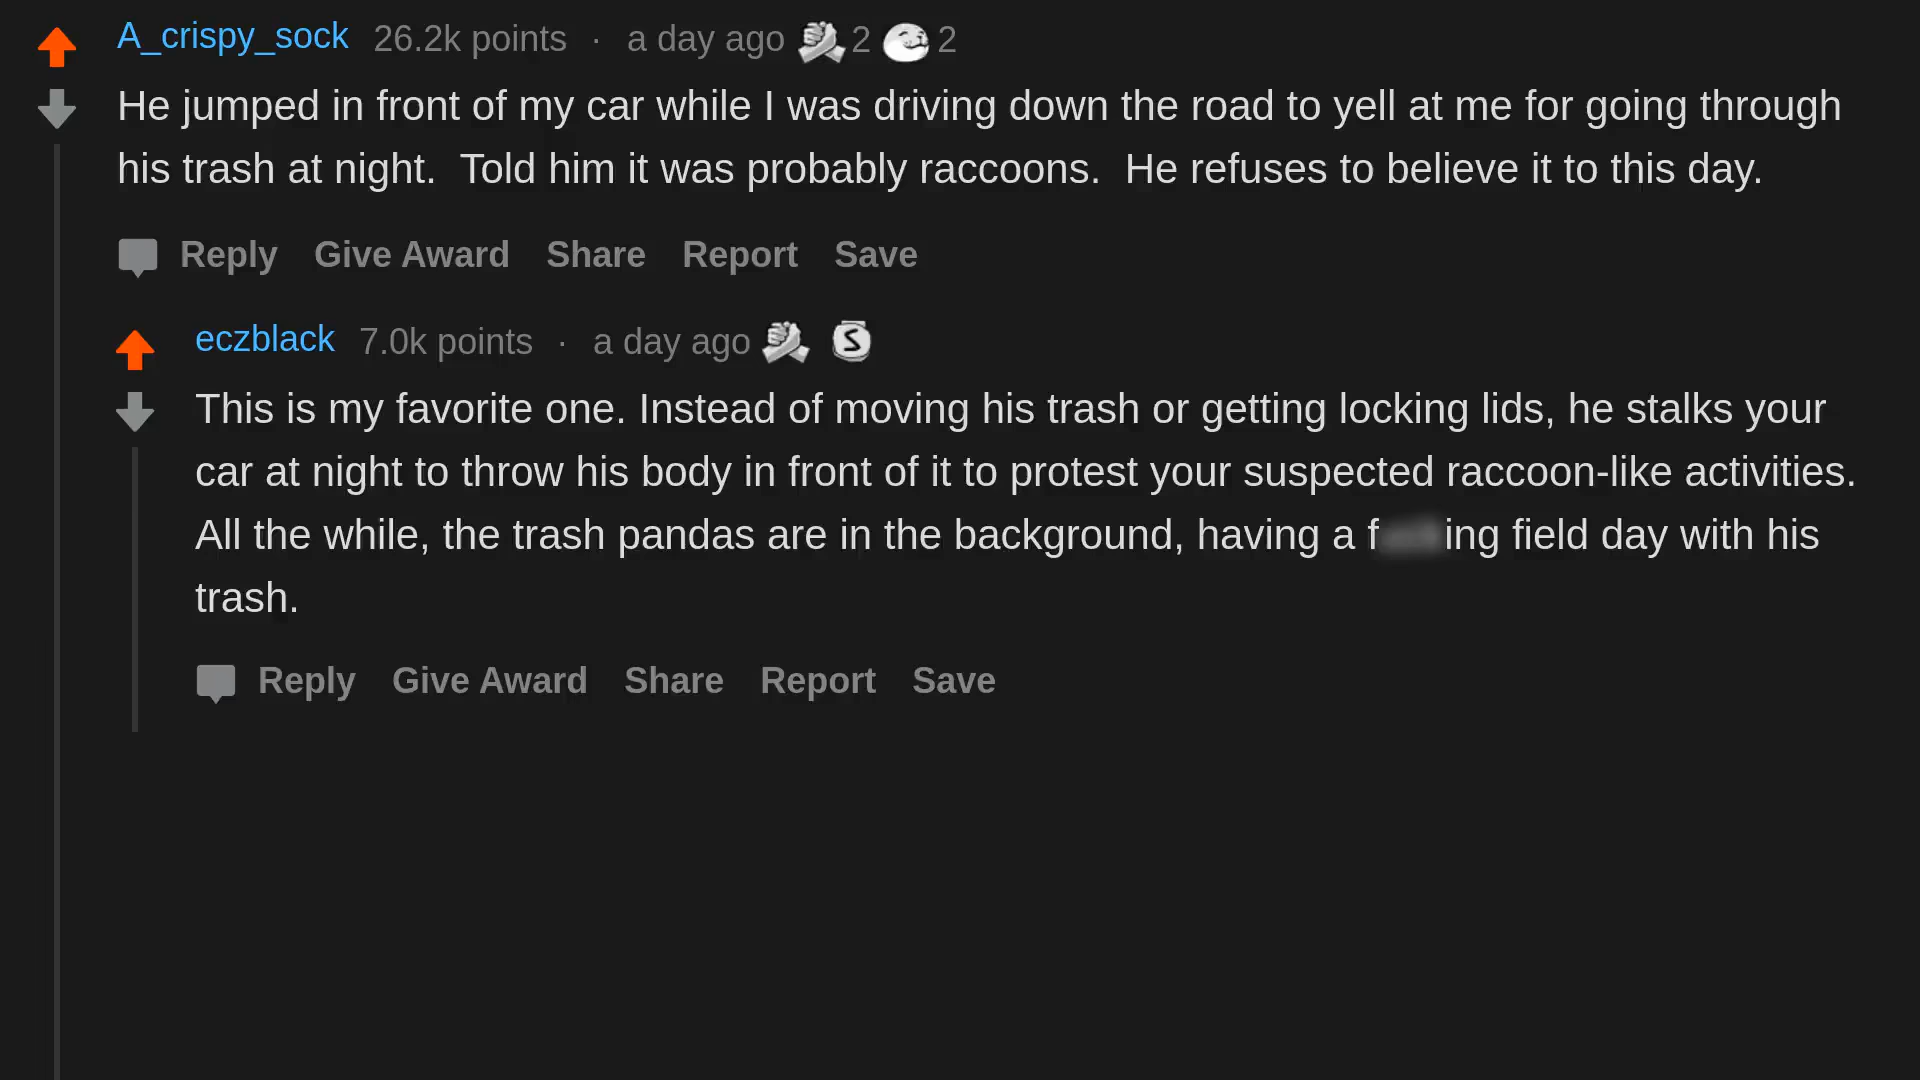 A_crispy_sock 26.2k points · a day ago 2 2
He jumped in front of my car while I was driving down the road to yell at me for going through
his trash at night.  Told him it was probably raccoons.  He refuses to believe it to this day.
Reply Give Award Share Report Save
eczblack 7.0k points · a day ago S
This is my favorite one. Instead of moving his trash or getting locking lids, he stalks your
car at night to throw his body in front of it to protest your suspected raccoon-like activities.
All the while, the trash pandas are in the background, having a f ing field day with his
trash.
Reply Give Award Share Report Save